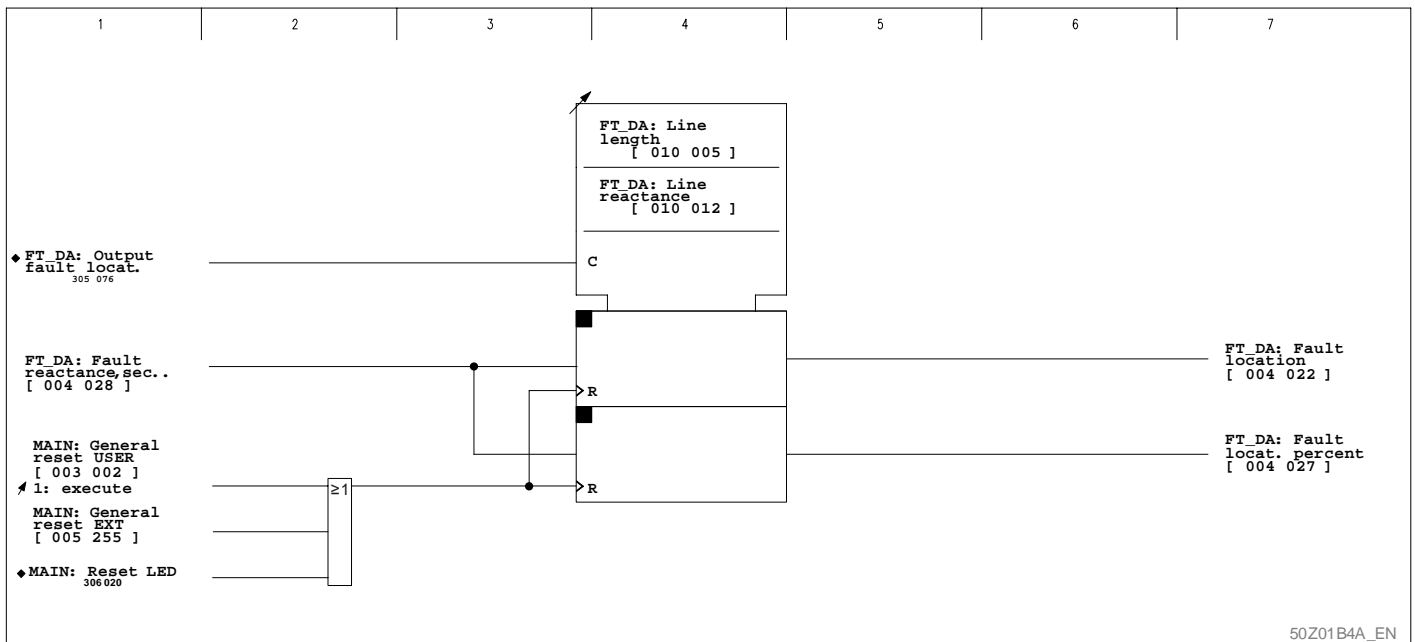 1 2 3 4 5 6 7
FT_DA: Line
length
[ 010 005 ]
FT_DA: Line
reactance
[ 010 012 ]
FT_DA: Output
fault locat.
305 076
C
FT_DA: Fault
reactance,sec..
[ 004 028 ]
R
FT_DA: Fault
location
[ 004 022 ]
MAIN: General
reset USER
[ 003 002 ]
1: execute
≥1
R
FT_DA: Fault
locat. percent
[ 004 027 ]
MAIN: General
reset EXT
[ 005 255 ]
MAIN: Reset LED
306 020
50Z01B4A_EN